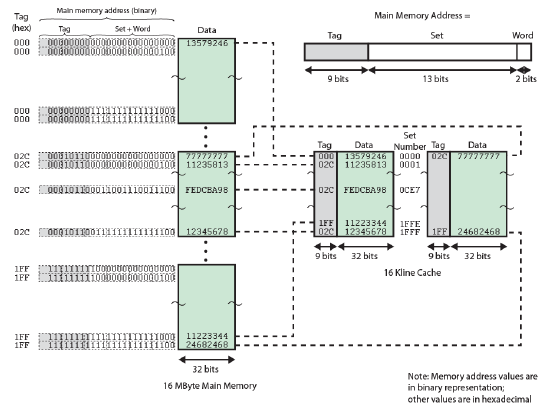 Main memory address (binary)
Tag (hex)
Tag
Set + Word
Data
000
000
13579246
000
000
02C
77777777
02C
11235813
02C
FEDCBA98
02C
12345678
1FF
1FF
1FF
11223344
1FF
24682468
32 bits
16 MByte Main Memory
Main Memory Address =
Tag
Set
Word
9 bits
13 bits
2 bits
Tag
Data
Set Number
Tag
Data
000
13579246
0000
02C
77777777
02C
11235813
0001
02C
FEDCBA98
0CE7
1FF
11223344
1FFE
02C
12345678
1FFF
1FF
24682468
9 bits
32 bits
9 bits
32 bits
16 Kline Cache
Note: Memory address values are
in binary representation;
other values are in hexadecimal